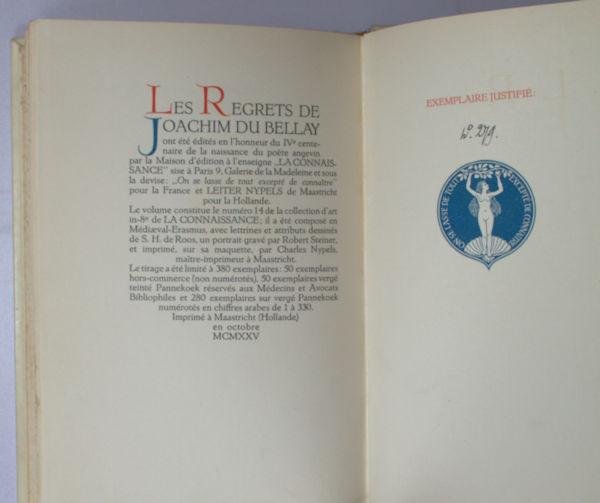 LES REGRETS DE
JOACHIM DU BELLAY
ont été édités en l'honneur du IVe cente-
naire de la naissance du poète angevin
par la Maison d'édition à l'enseigne „LA CONNAIS-
SANCE" sise à Paris 9, Galerie de la Madeleine et sous
la devise: „On se lasse de tout excepté de connaître"
pour la France et LEITER NYPELS de Maastricht
pour la Hollande.
Le volume constitue le numéro 14 de la collection d'art
in-8° de LA CONNAISSANCE; il a été composé en
Médiæval-Erasmus, avec lettrines et attributs dessinés
de S. H. de Roos, un portrait gravé par Robert Steiner,
et imprimé, sur sa maquette, par Charles Nypels,
maître-imprimeur à Maastricht.
Le tirage a été limité à 380 exemplaires: 50 exemplaires
hors-commerce (non numérotés), 50 exemplaires vergé
teinté Pannekoek réservés aux Médecins et Avocats
Bibliophiles et 280 exemplaires sur vergé Pannekoek
numérotés en chiffres arabes de 1 à 330.
Imprimé à Maastricht (Hollande)
en octobre
MCMXXV
EXEMPLAIRE JUSTIFIÉ:
No. 279.
ON SE LASSE DE TOUT EXCEPTÉ DE CONNAITRE